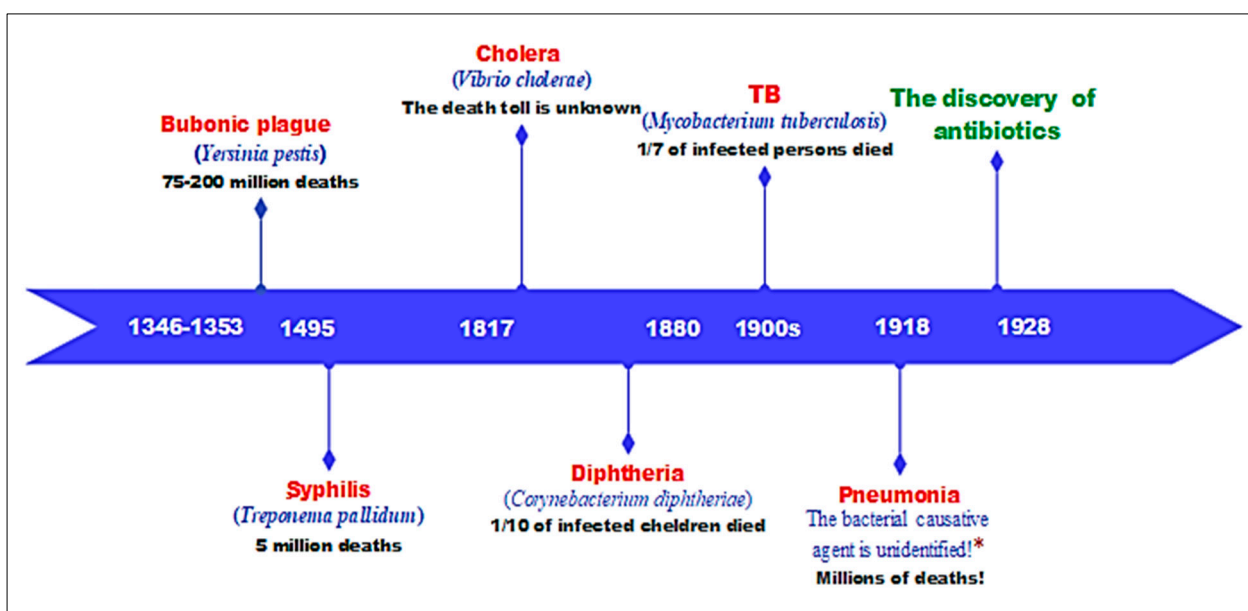 Cholera
(Vibrio cholerae)
The death toll is unknown
TB
(Mycobacterium tuberculosis)
1/7 of infected persons died
The discovery of
antibiotics
Bubonic plague
(Yersinia pestis)
75-200 million deaths
1346-1353 1495 1817 1880 1900s 1918 1928
Syphilis
(Treponema pallidum)
5 million deaths
Diphtheria
(Corynebacterium diphtheriae)
1/10 of infected cheldren died
Pneumonia
The bacterial causative
agent is unidentified!*
Millions of deaths!